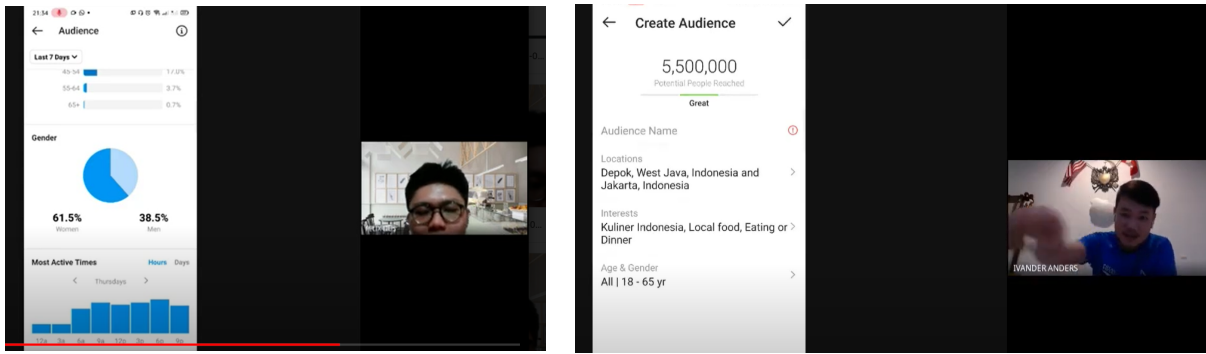 21:54
Audience
Last 7 Days
45-54 17.0%
55-64 3.7%
65+ 0.7%
Gender
61.5% 38.5%
Women Men
Most Active Times Hours Days
Thursdays
12a 3a 6a 9a 12p 3p 6p 9p
Create Audience
5,500,000
Potential People Reached
Great
Audience Name
Locations
Depok, West Java, Indonesia and
Jakarta, Indonesia
Interests
Kuliner Indonesia, Local food, Eating or
Dinner
Age & Gender
All | 18 - 65 yr
IVANDER ANDERS